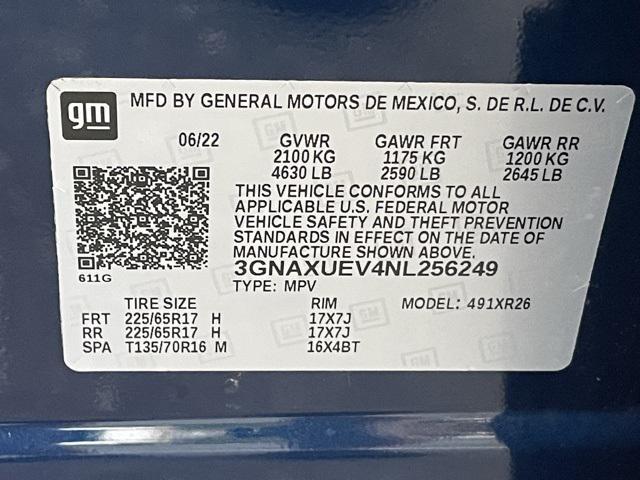 gm MFD BY GENERAL MOTORS DE MEXICO, S. DE R.L. DE C.V.
06/22 GVWR GAWR FRT GAWR RR
2100 KG 1175 KG 1200 KG
4630 LB 2590 LB 2645 LB
THIS VEHICLE CONFORMS TO ALL
APPLICABLE U.S. FEDERAL MOTOR
VEHICLE SAFETY AND THEFT PREVENTION
STANDARDS IN EFFECT ON THE DATE OF
MANUFACTURE SHOWN ABOVE.
3GNAXUEV4NL256249
611G TYPE: MPV
TIRE SIZE RIM MODEL: 491XR26
FRT 225/65R17 H 17X7J
RR 225/65R17 H 17X7J
SPA T135/70R16 M 16X4BT